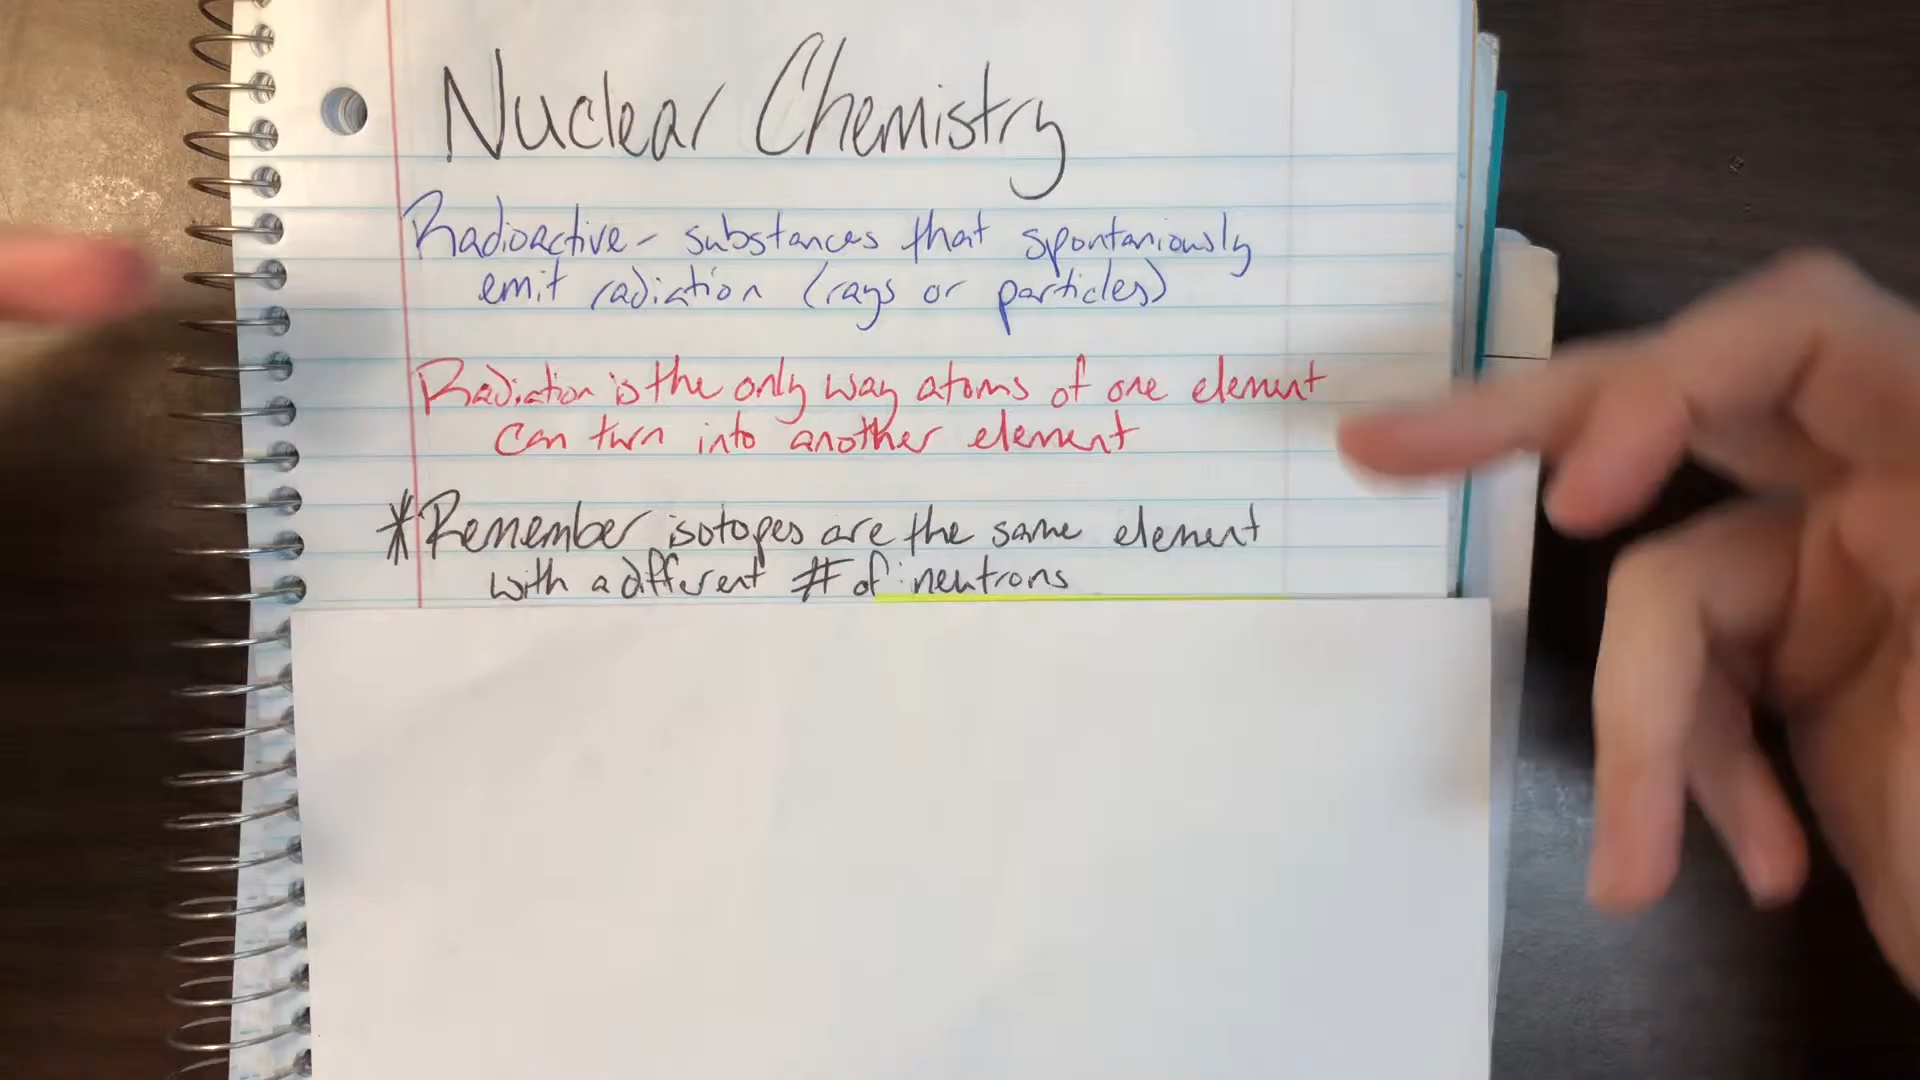 Nuclear Chemistry
Radioactive - substances that spontaniously
emit radiation (rays or particles)
Radiation is the only way atoms of one element
can turn into another element
*Remember isotopes are the same element
with a different # of neutrons